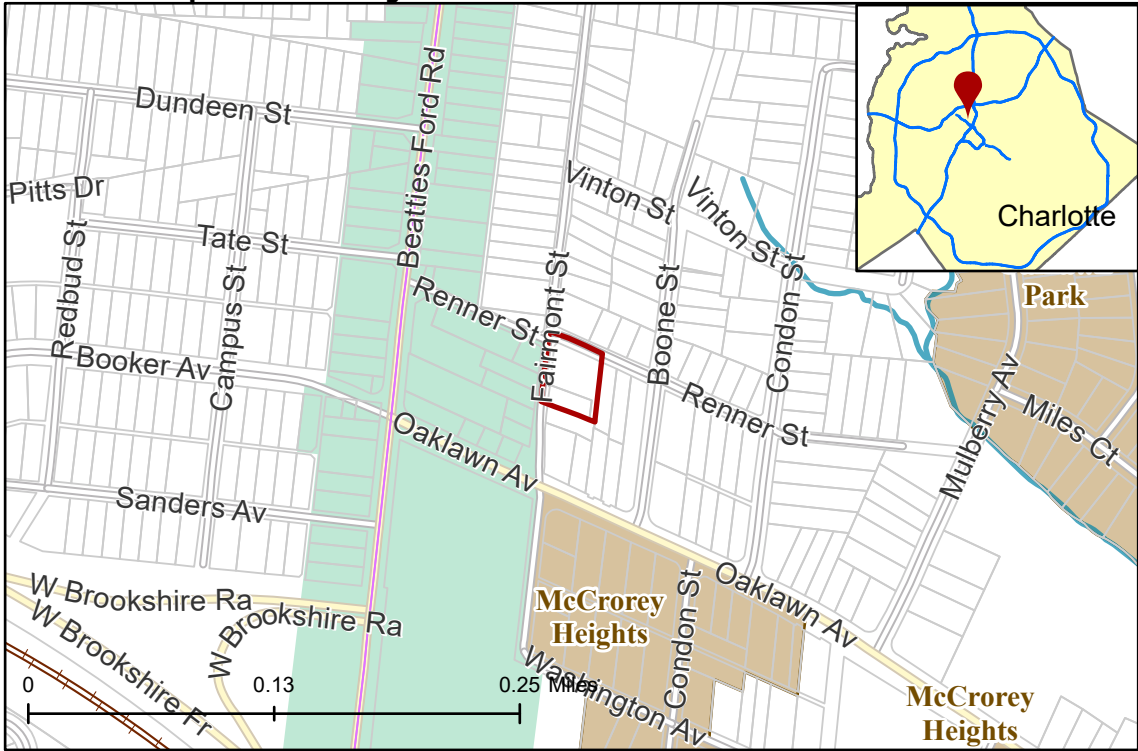 Dundeen St
Beatties Ford Rd
Charlotte
Pitts Dr
Vinton St
Vinton St
Tate St
Redbud St
Campus St
Renner St
Fairmont St
Boone St
Condon St
Park
Booker Av
Renner St
Mulberry Av
Miles Ct
Oaklawn Av
Sanders Av
W Brookshire Ra
W Brookshire Ra
W Brookshire Fr
McCrorey
Heights
Condon St
Oaklawn Av
Washington Av
McCrorey
Heights
0 0.13 0.25 Miles